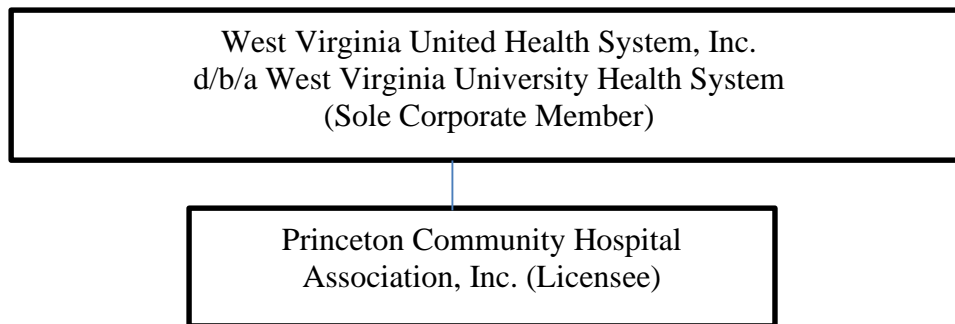 West Virginia United Health System, Inc.
d/b/a West Virginia University Health System
(Sole Corporate Member)
Princeton Community Hospital
Association, Inc. (Licensee)